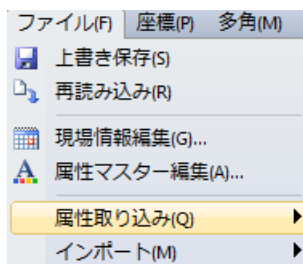 ファイル(F) 座標(P) 多角(M)
上書き保存(S)
再読み込み(R)
現場情報編集(G)...
属性マスター編集(A)...
属性取り込み(Q)
インポート(M)